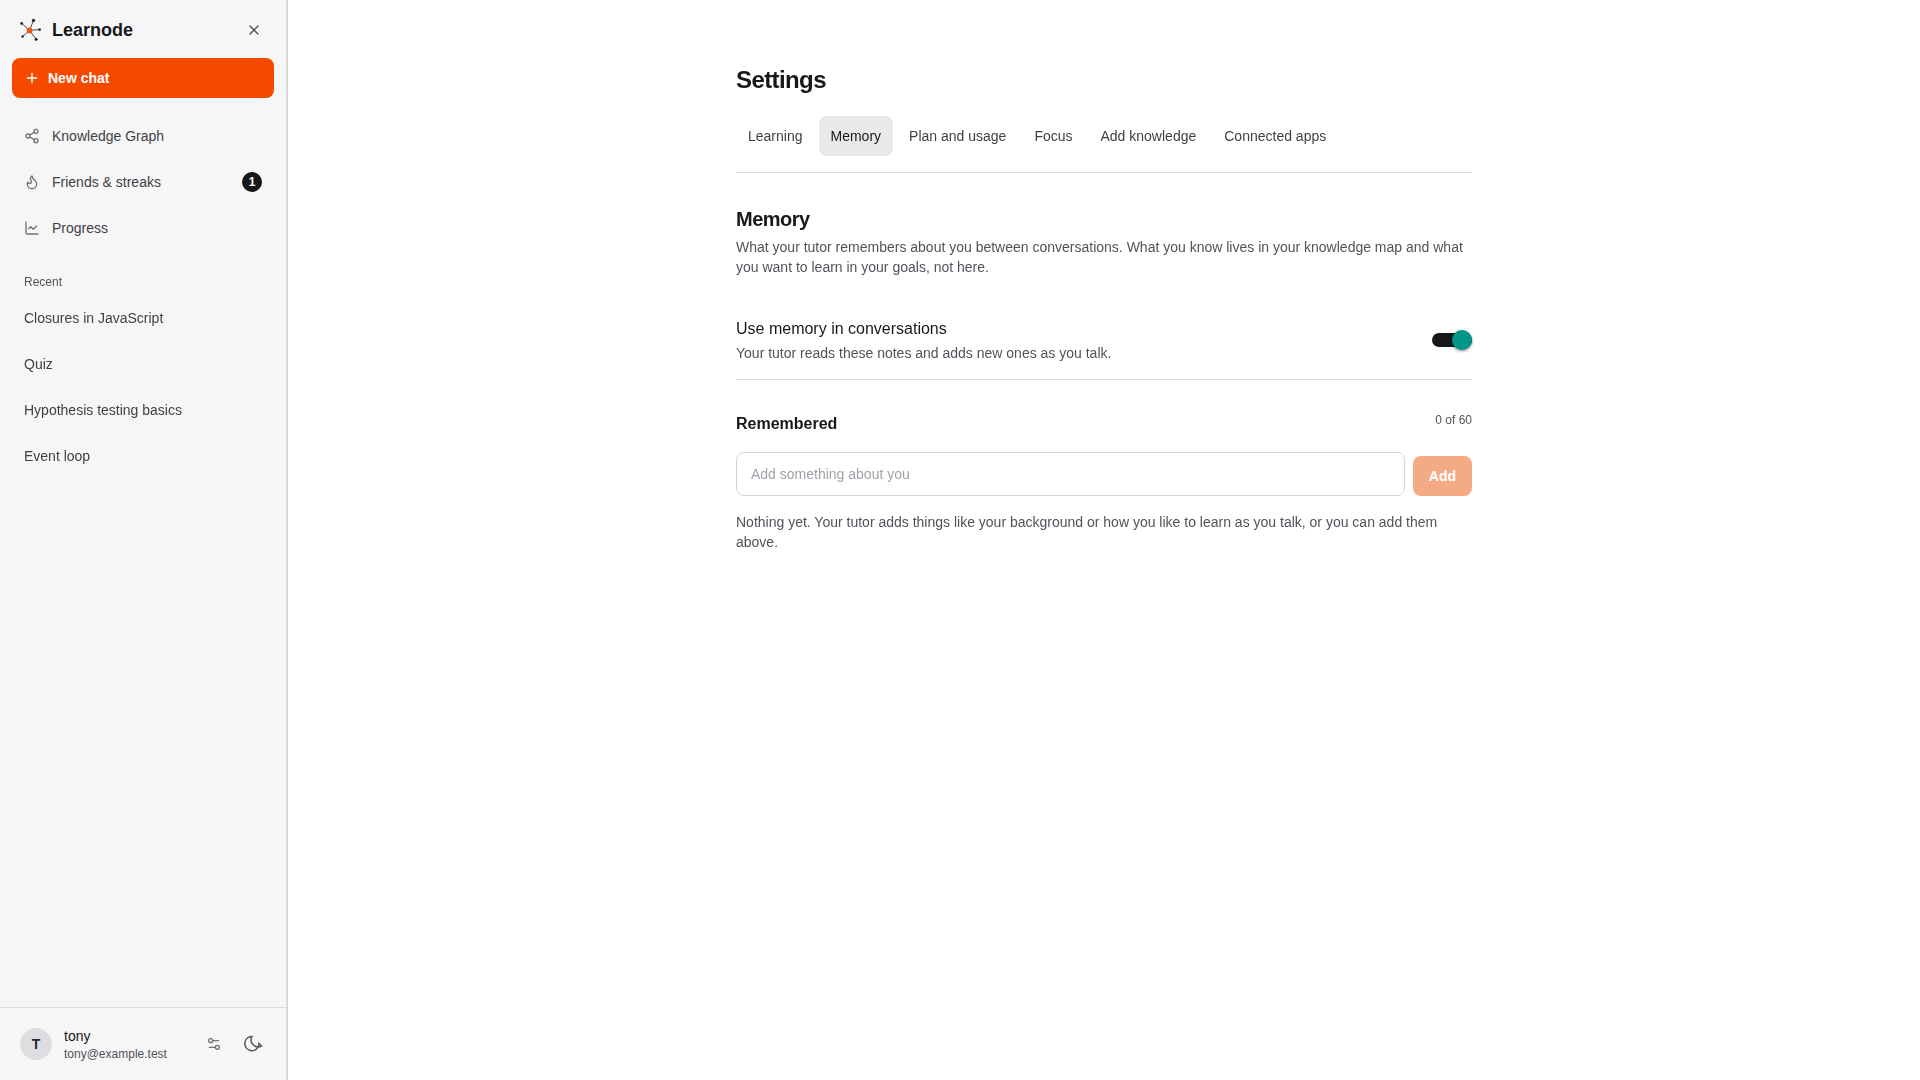 Learnode
New chat
Knowledge Graph
Friends & streaks
1
Progress
Recent
Closures in JavaScript
Quiz
Hypothesis testing basics
Event loop
T
tony
tony@example.test
Settings
Learning
Memory
Plan and usage
Focus
Add knowledge
Connected apps
Memory
What your tutor remembers about you between conversations. What you know lives in your knowledge map and what
you want to learn in your goals, not here.
Use memory in conversations
Your tutor reads these notes and adds new ones as you talk.
Remembered
0 of 60
Add something about you
Add
Nothing yet. Your tutor adds things like your background or how you like to learn as you talk, or you can add them
above.